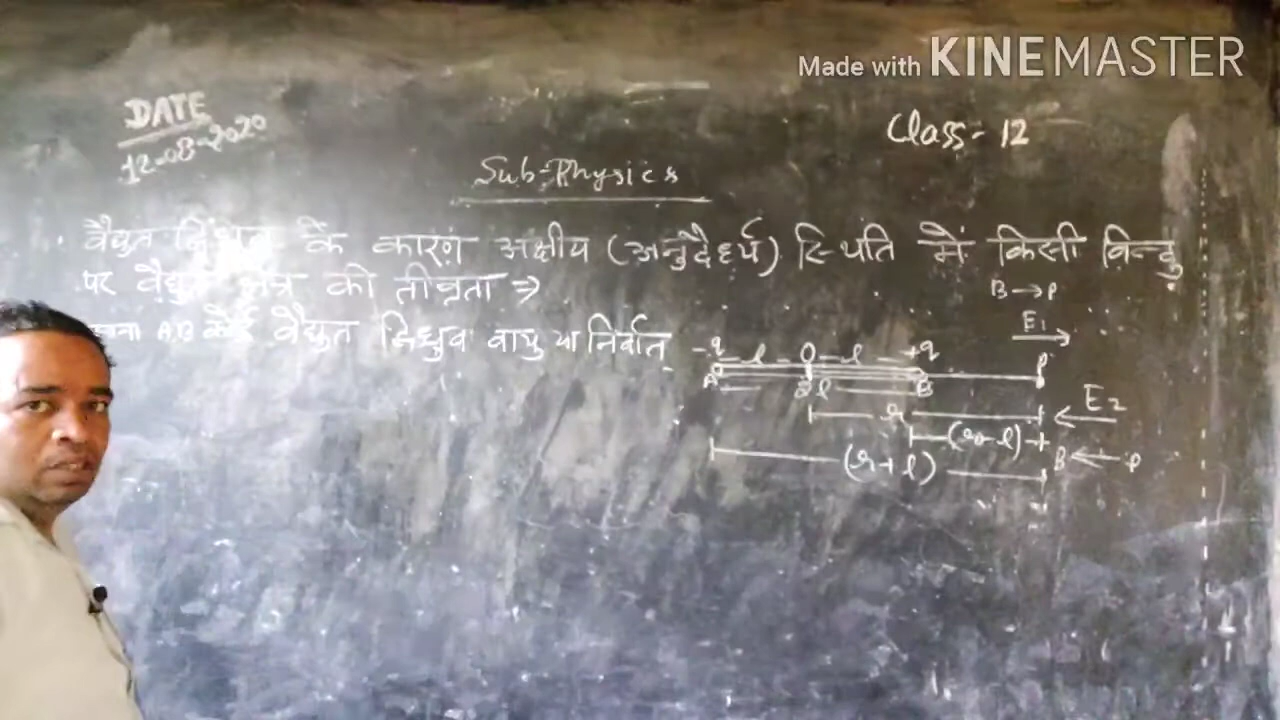 Made with KINEMASTER
DATE
12-08-2020
Class- 12
Sub-Physics
वैद्युत द्विध्रुव के कारण अक्षीय (अनुदैर्ध्य) स्थिति में किसी बिन्दु
पर वैद्युत क्षेत्र की तीव्रता ⇒
माना AB कोई वैद्युत द्विध्रुव वायु या निर्वात
B→P
E1
-q l O l +q P
A 2l B
r E2
(r-l)
(r+l) B P